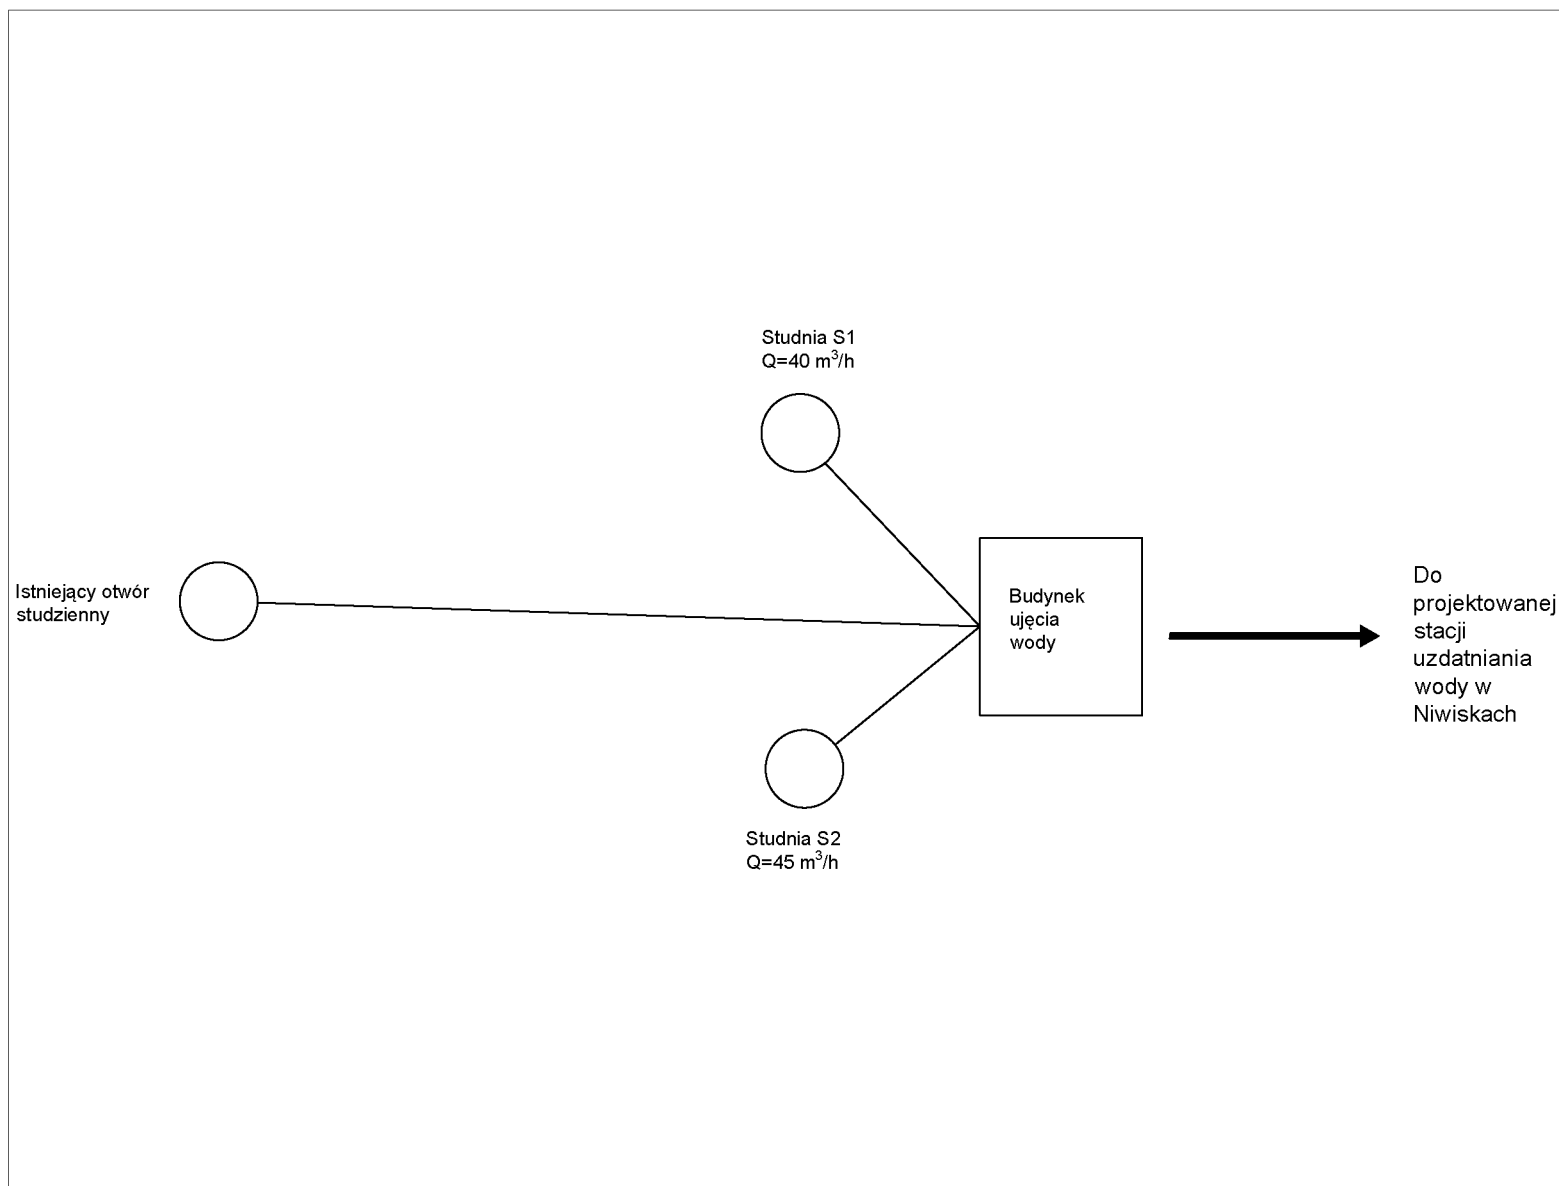 Studnia S1
Q=40 m³/h
Istniejący otwór
studzienny
Budynek
ujęcia
wody
Do
projektowanej
stacji
uzdatniania
wody w
Niwiskach
Studnia S2
Q=45 m³/h